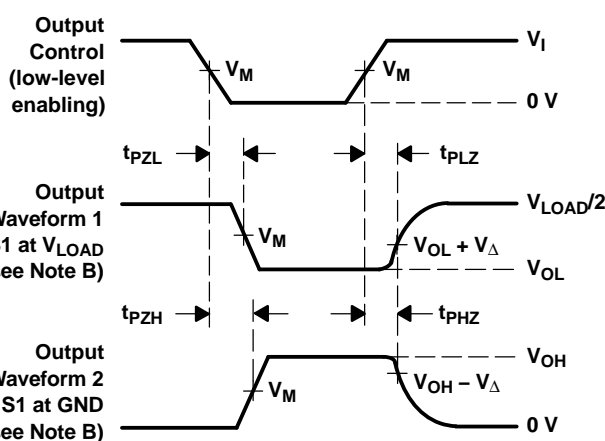 Output
Control
(low-level
enabling)
V_I
V_M
V_M
0 V
t_PZL
t_PLZ
Output
Waveform 1
S1 at V_LOAD
see Note B)
V_LOAD/2
V_M
V_OL + V_Δ
V_OL
t_PZH
t_PHZ
Output
Waveform 2
S1 at GND
see Note B)
V_OH
V_M
V_OH − V_Δ
0 V